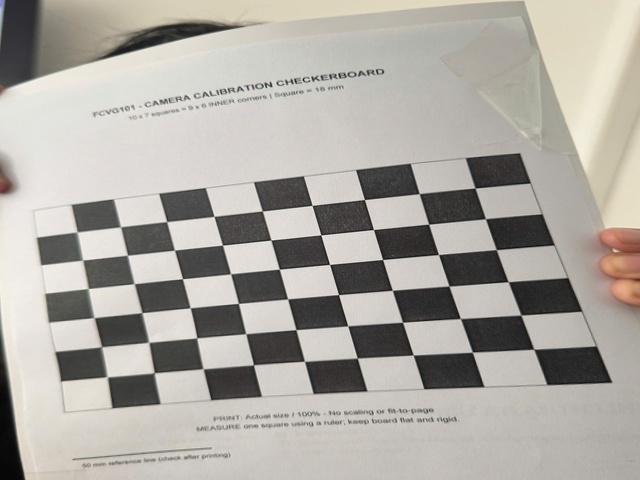 FCVG101 - CAMERA CALIBRATION CHECKERBOARD
10 x 7 squares = 9 x 6 INNER corners | Square = 18 mm
PRINT: Actual size / 100% - No scaling or fit-to-page
MEASURE one square using a ruler; keep board flat and rigid.
50 mm reference line (check after printing)